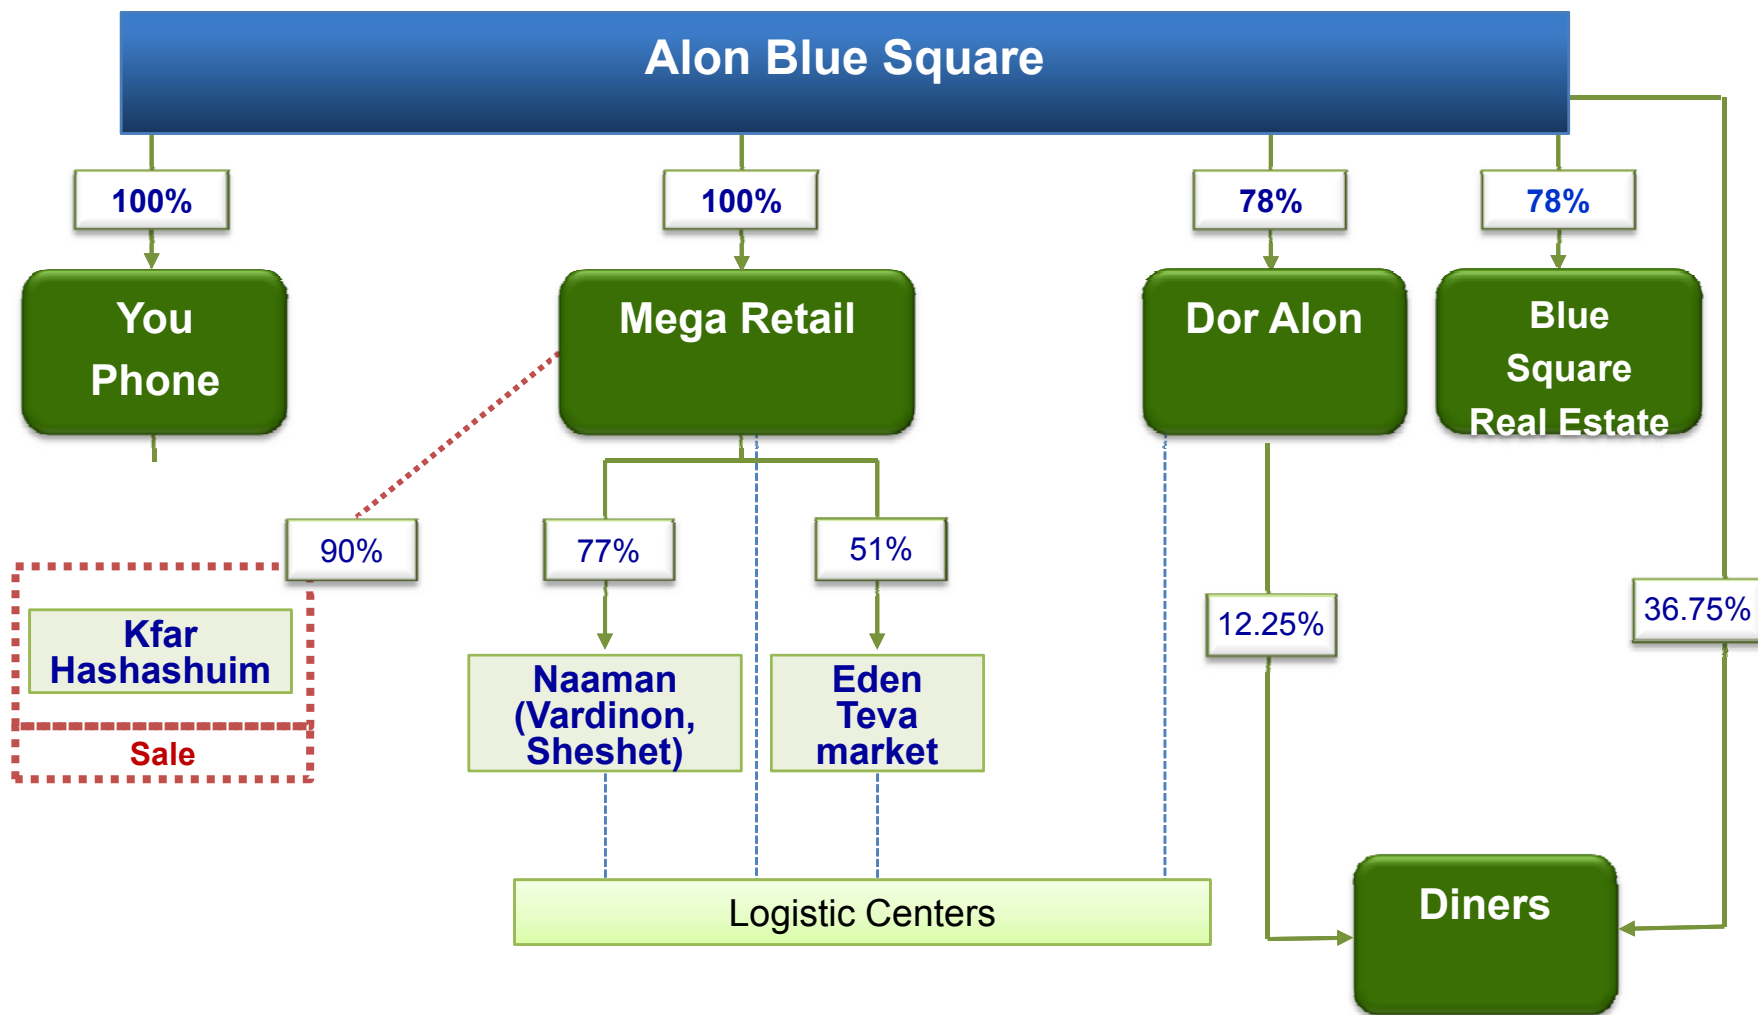 Alon Blue Square
100%
100%
78%
78%
You
Phone
Mega Retail
Dor Alon
Blue
Square
Real Estate
90%
77%
51%
12.25%
36.75%
Kfar
Hashashuim
Sale
Naaman
(Vardinon,
Sheshet)
Eden
Teva
market
Logistic Centers
Diners